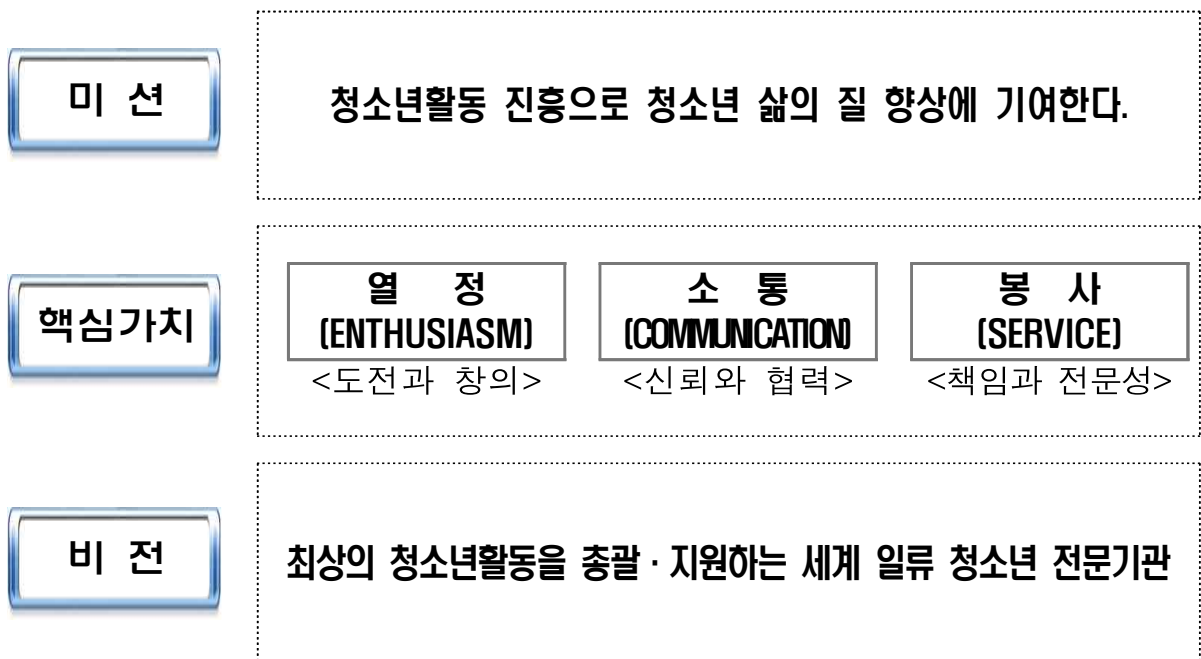 미 션
청소년활동 진흥으로 청소년 삶의 질 향상에 기여한다.
핵심가치
열 정
(ENTHUSIASM)
<도전과 창의>
소 통
(COMMUNICATION)
<신뢰와 협력>
봉 사
(SERVICE)
<책임과 전문성>
비 전
최상의 청소년활동을 총괄 · 지원하는 세계 일류 청소년 전문기관